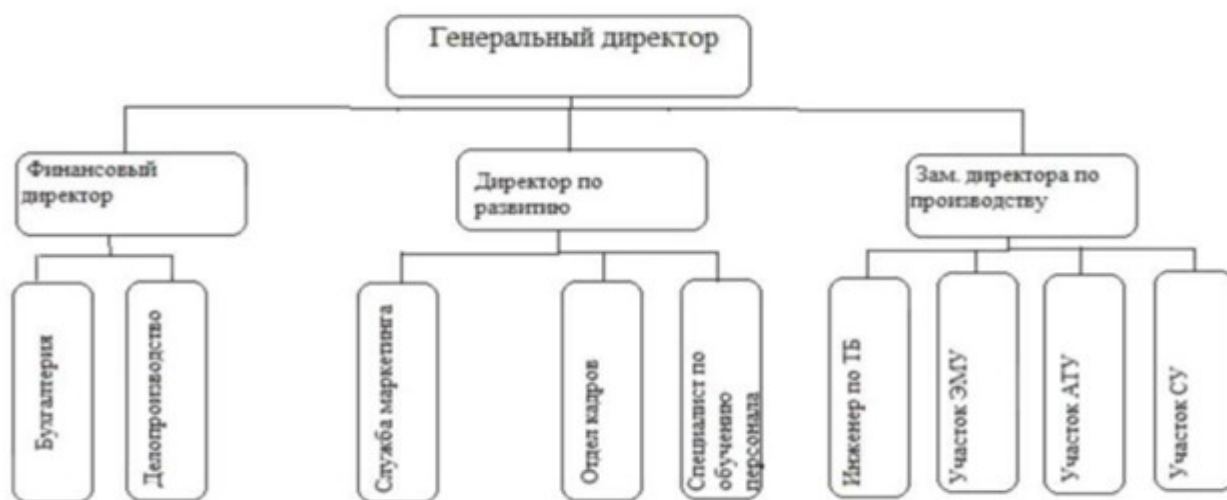 Генеральный директор
Финансовый
директор
Директор по
развитию
Зам. директора по
производству
Бухгалтерия
Делопроизводство
Служба маркетинга
Отдел кадров
Специалист по
обучению
персонала
Инженер по ТБ
Участок ЭМУ
Участок АТУ
Участок СУ